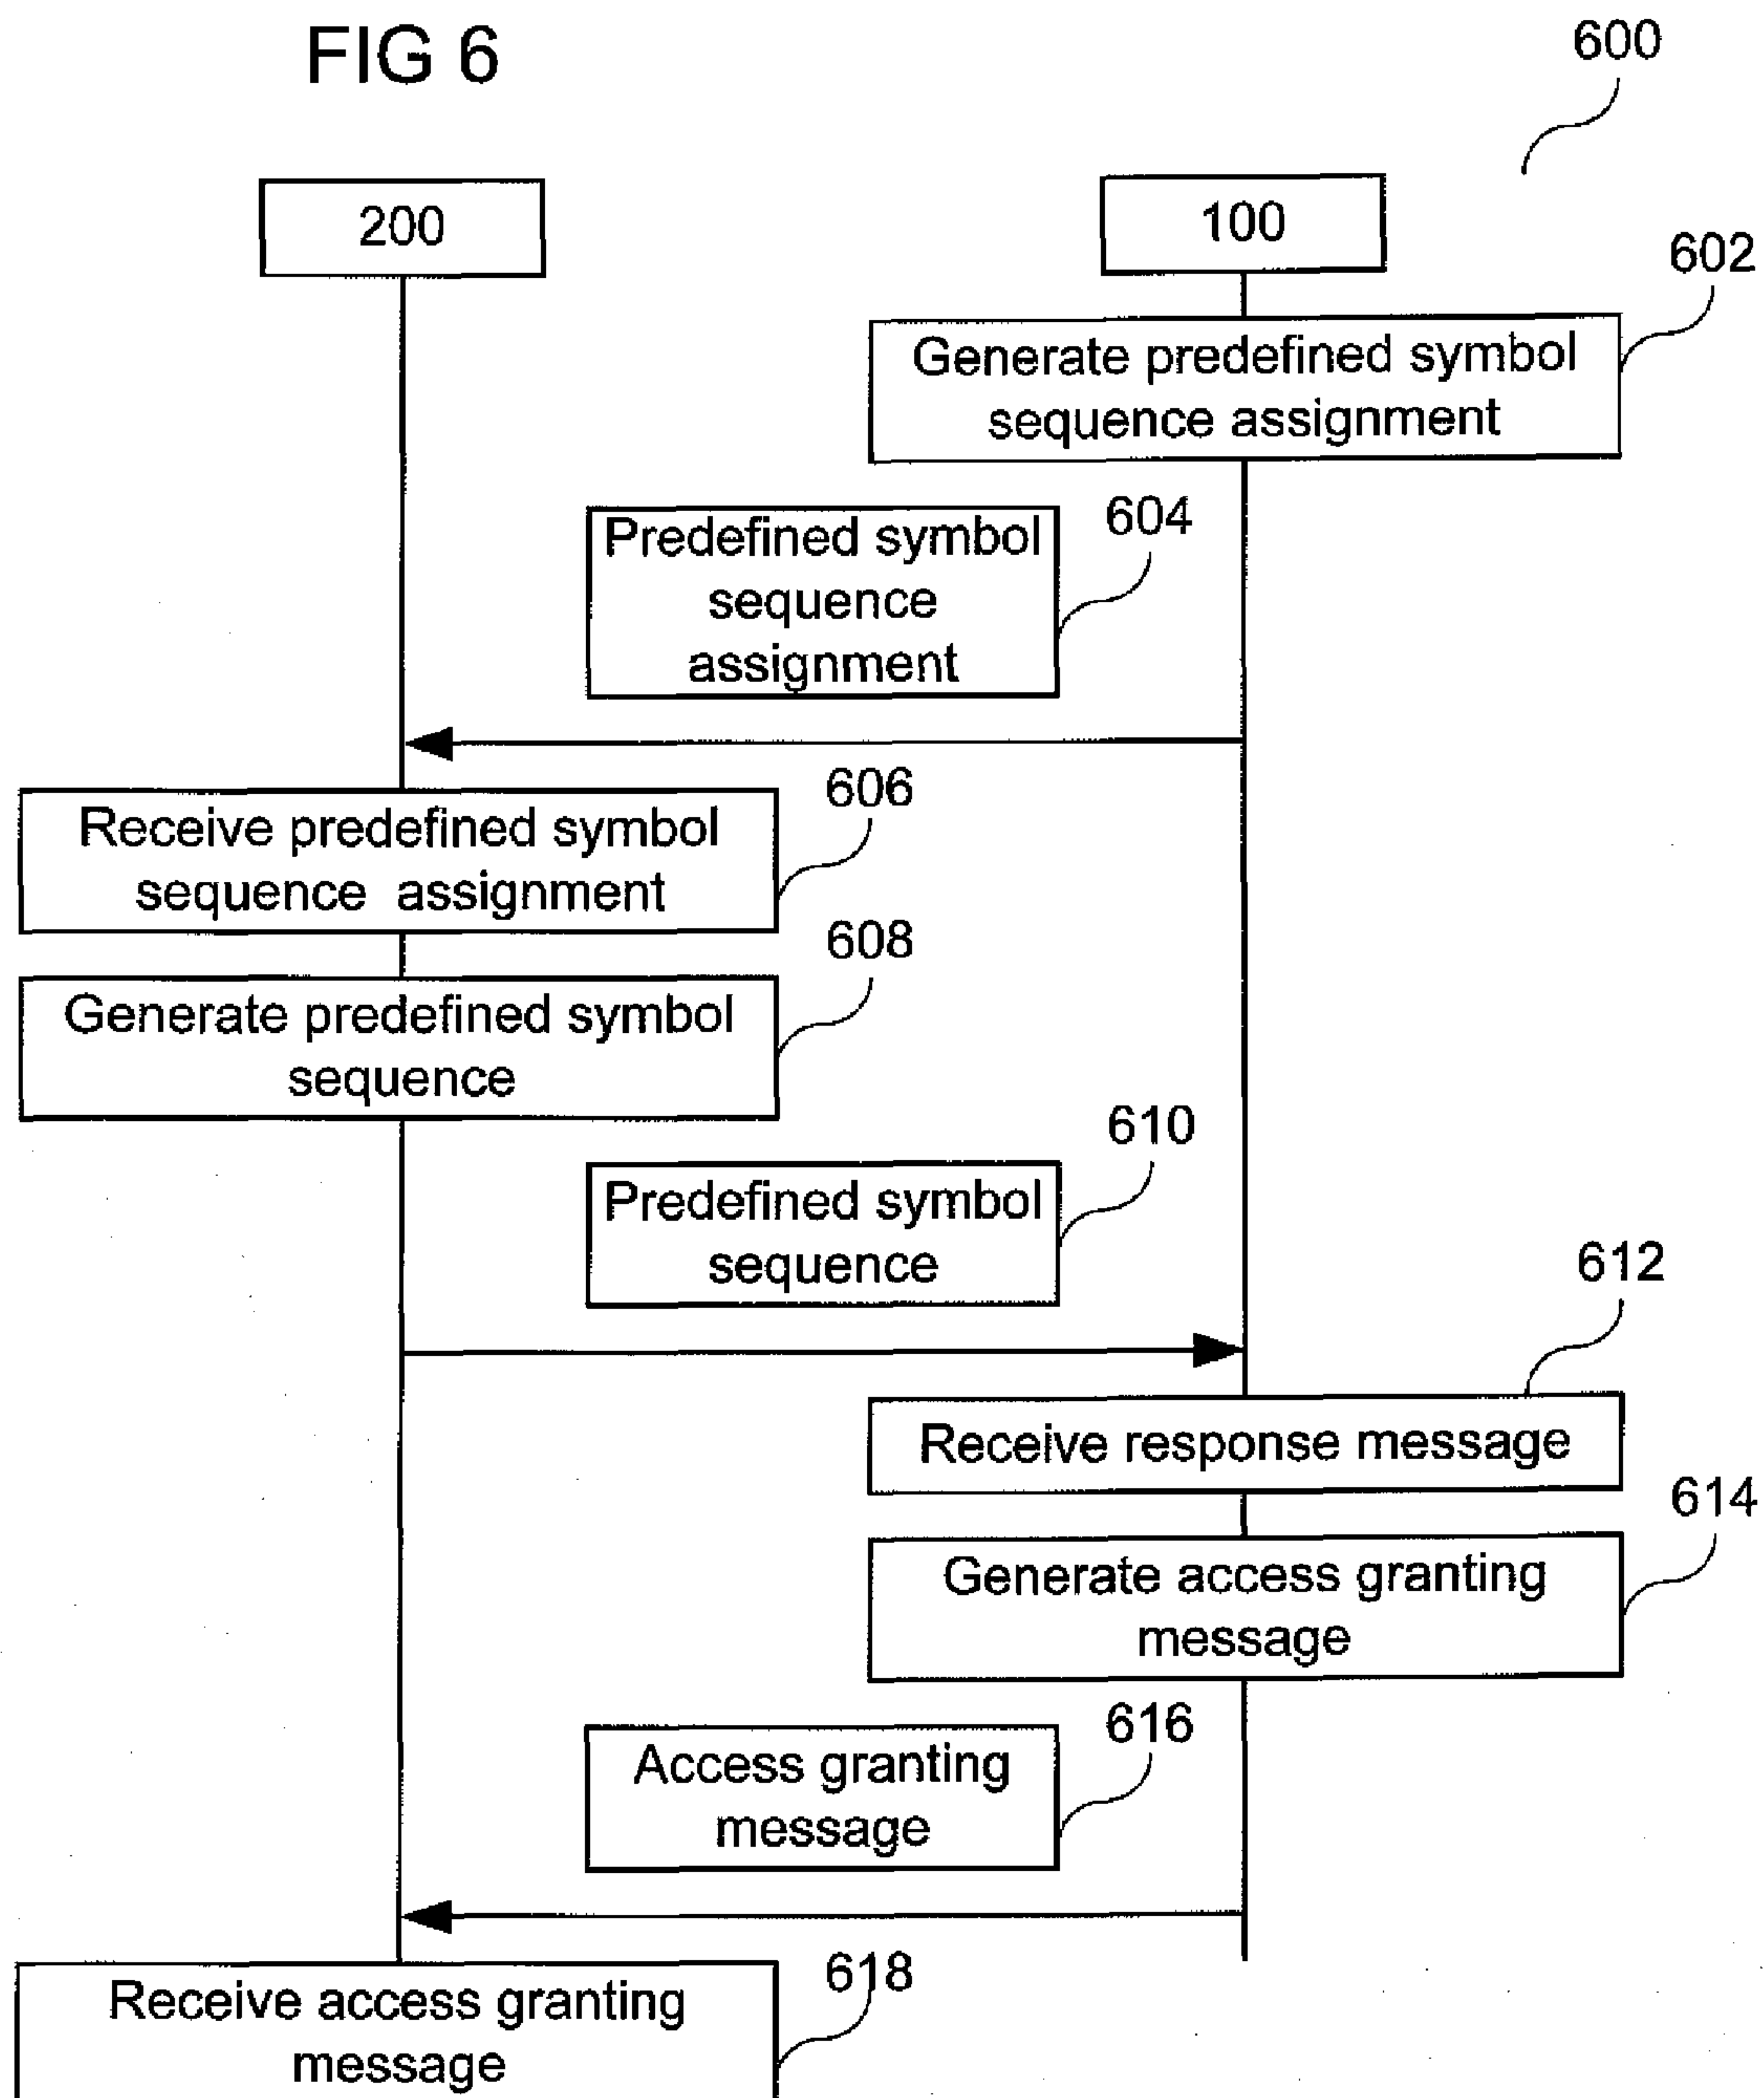 FIG 6
600
200
100
602
Generate predefined symbol
sequence assignment
604
Predefined symbol
sequence
assignment
606
Receive predefined symbol
sequence assignment
608
Generate predefined symbol
sequence
610
Predefined symbol
sequence
612
Receive response message
614
Generate access granting
message
616
Access granting
message
618
Receive access granting
message